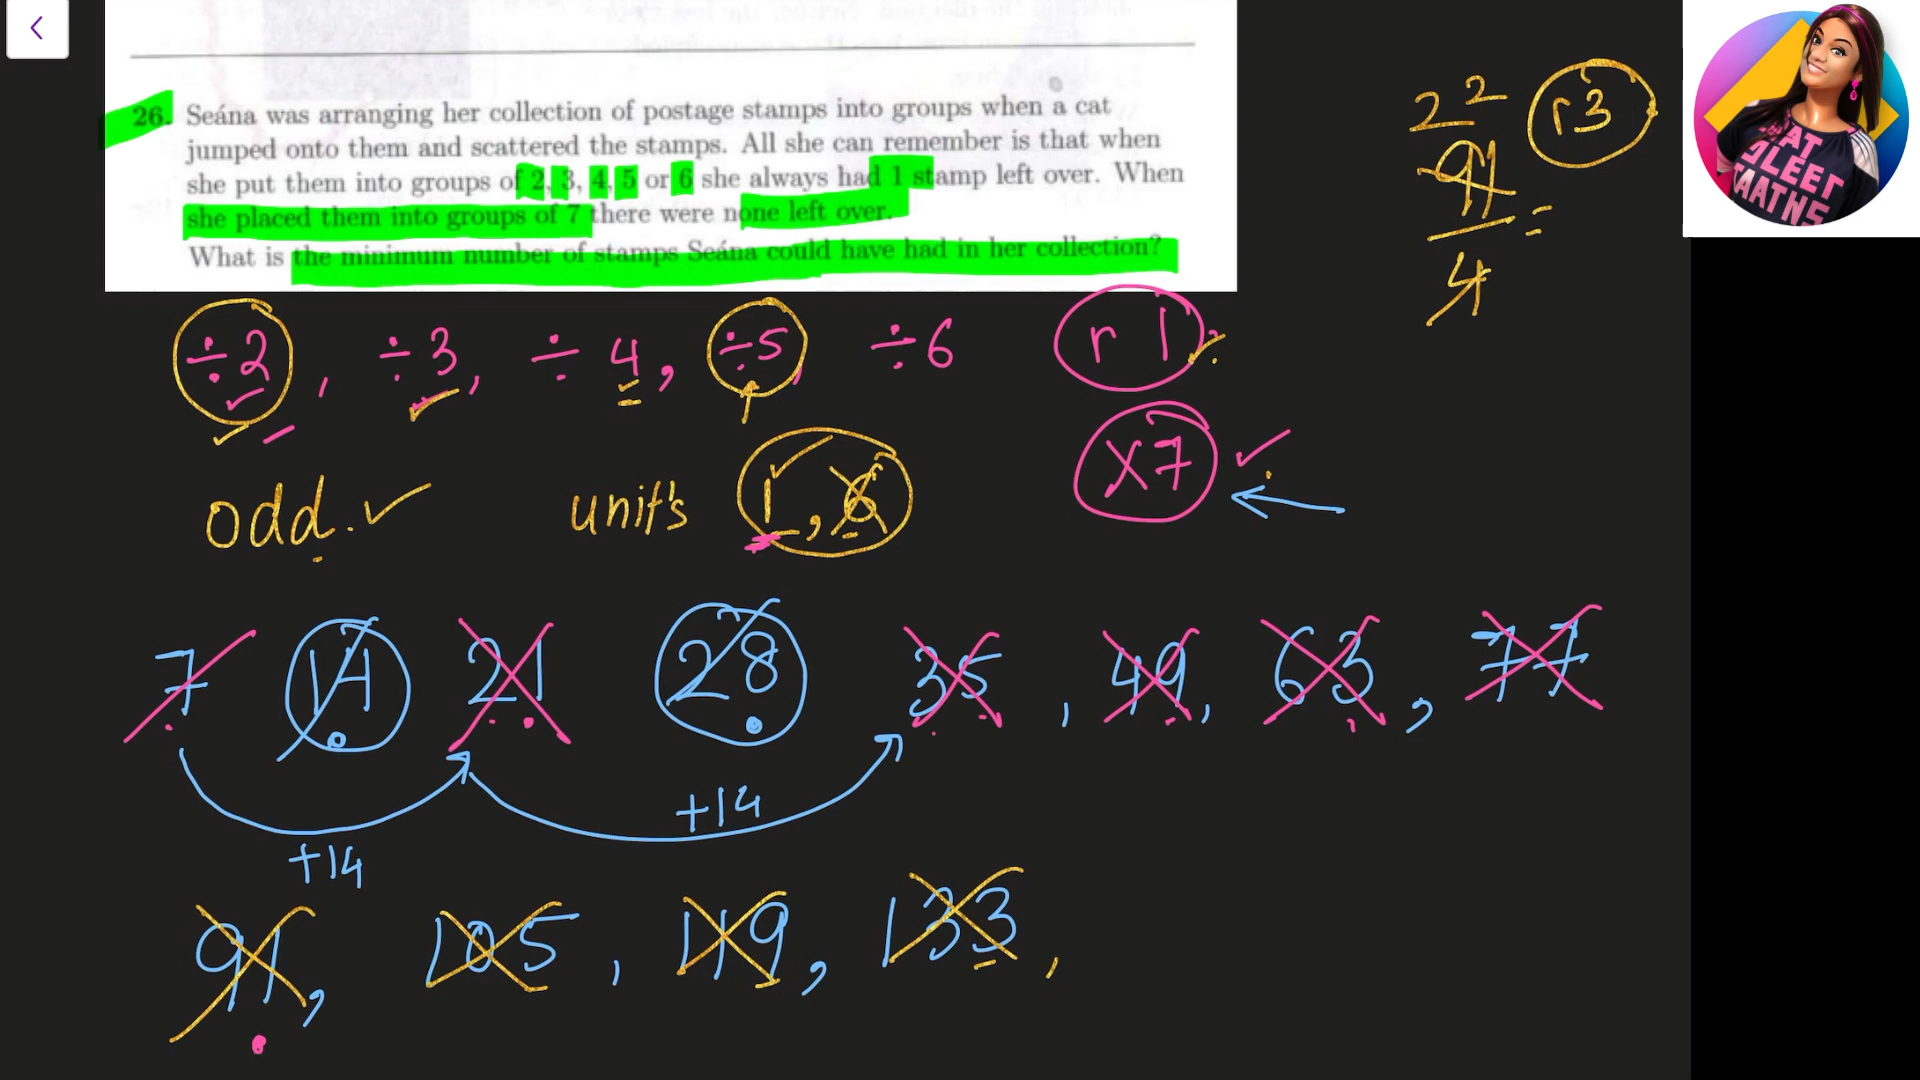 26. Seána was arranging her collection of postage stamps into groups when a cat
jumped onto them and scattered the stamps. All she can remember is that when
she put them into groups of 2, 3, 4, 5 or 6 she always had 1 stamp left over. When
she placed them into groups of 7 there were none left over.
What is the minimum number of stamps Seána could have had in her collection?
22 r3
91
=
4
EAT
SLEEP
MATHS
÷2, ÷3, ÷4, ÷5, ÷6 r 1
odd. unit's 1, 6 x7
7 14 21 28 35, 49, 63, 77
+14
+14
91, 105, 119, 133,